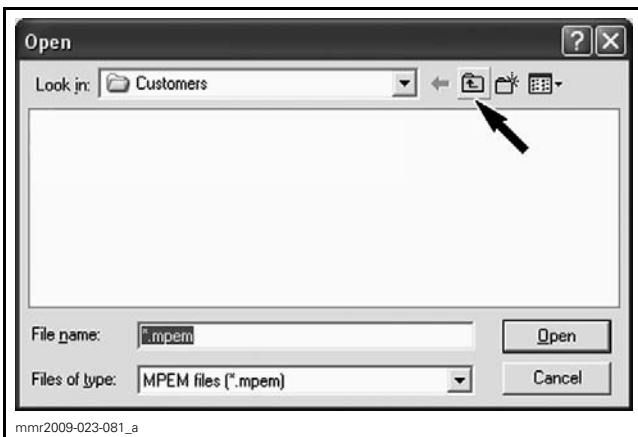 Open
Look in: Customers
File name: *.mpem Open
Files of type: MPEM files (*.mpem) Cancel
mmr2009-023-081_a